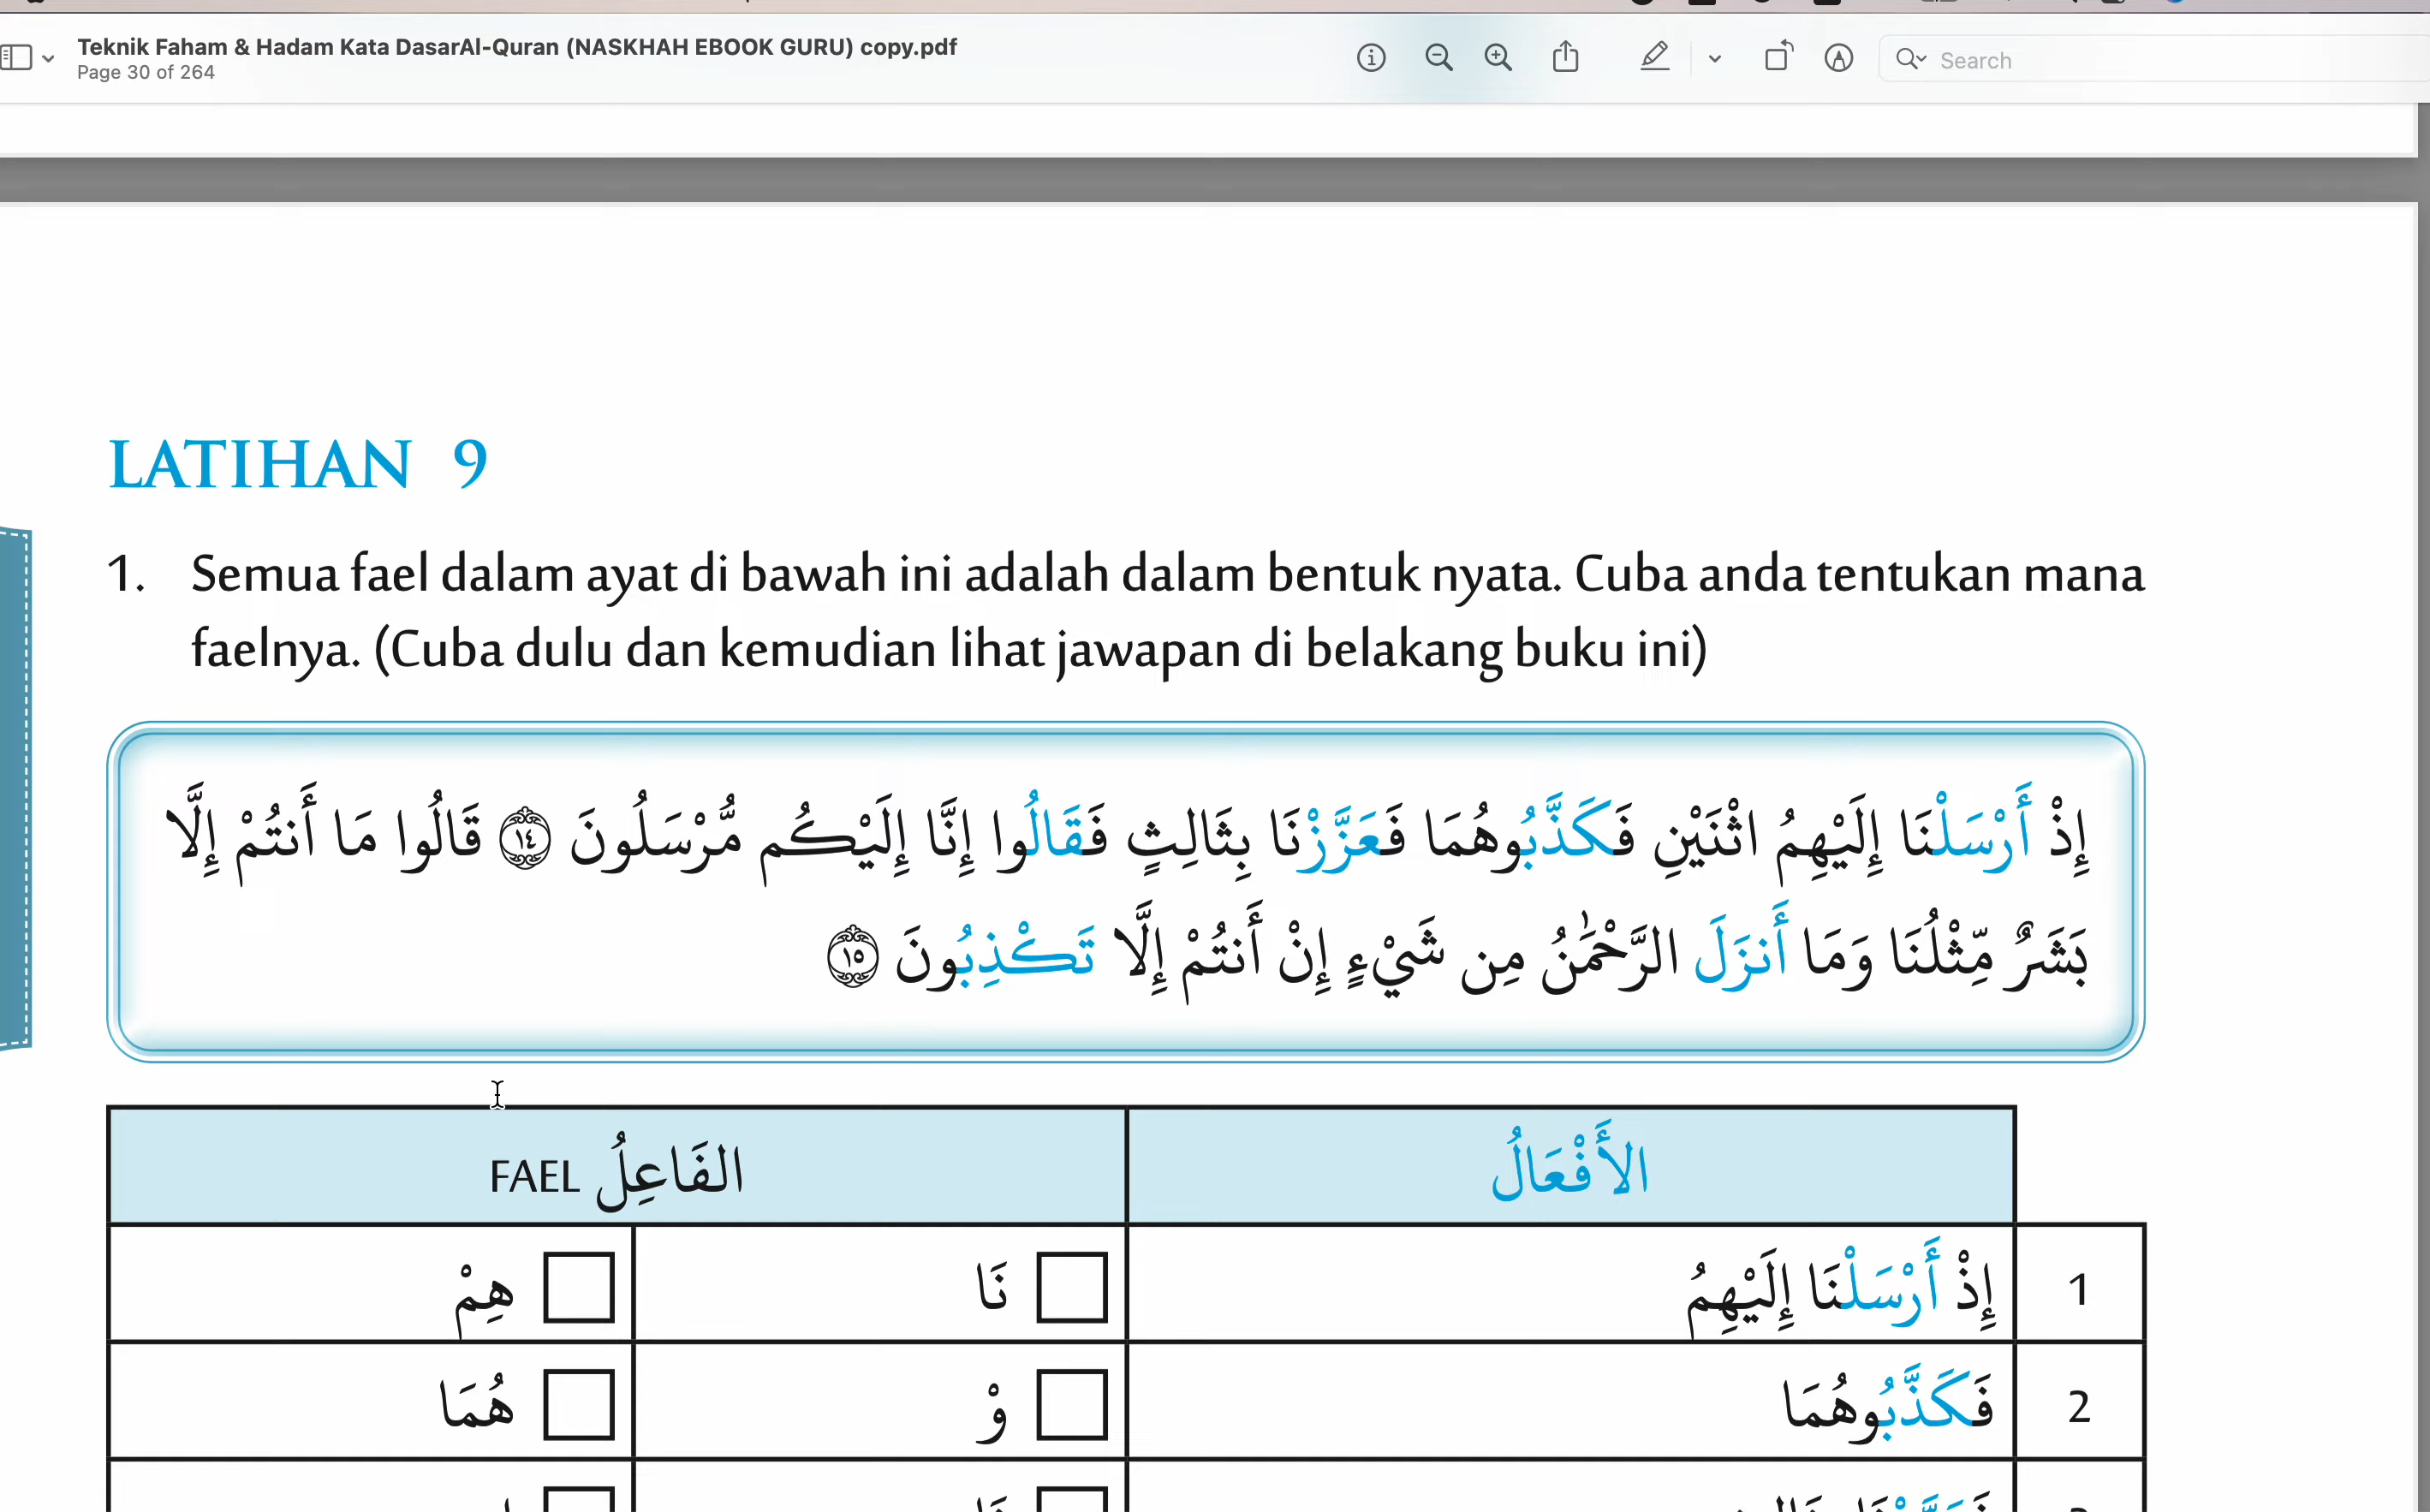 Teknik Faham & Hadam Kata DasarAl-Quran (NASKHAH EBOOK GURU) copy.pdf
Page 30 of 264
Search
LATIHAN 9
1. Semua fael dalam ayat di bawah ini adalah dalam bentuk nyata. Cuba anda tentukan mana
faelnya. (Cuba dulu dan kemudian lihat jawapan di belakang buku ini)
إِذْ أَرْسَلْنَا إِلَيْهِمُ اثْنَيْنِ فَكَذَّبُوهُمَا فَعَزَّزْنَا بِثَالِثٍ فَقَالُوا إِنَّا إِلَيْكُم مُّرْسَلُونَ ١٤ قَالُوا مَا أَنتُمْ إِلَّا
بَشَرٌ مِّثْلُنَا وَمَا أَنزَلَ الرَّحْمَٰنُ مِن شَيْءٍ إِنْ أَنتُمْ إِلَّا تَكْذِبُونَ ١٥
الأَفْعَالُ الفَاعِلُ FAEL
1 إِذْ أَرْسَلْنَا إِلَيْهِمُ نَا هِمْ
2 فَكَذَّبُوهُمَا وْ هُمَا